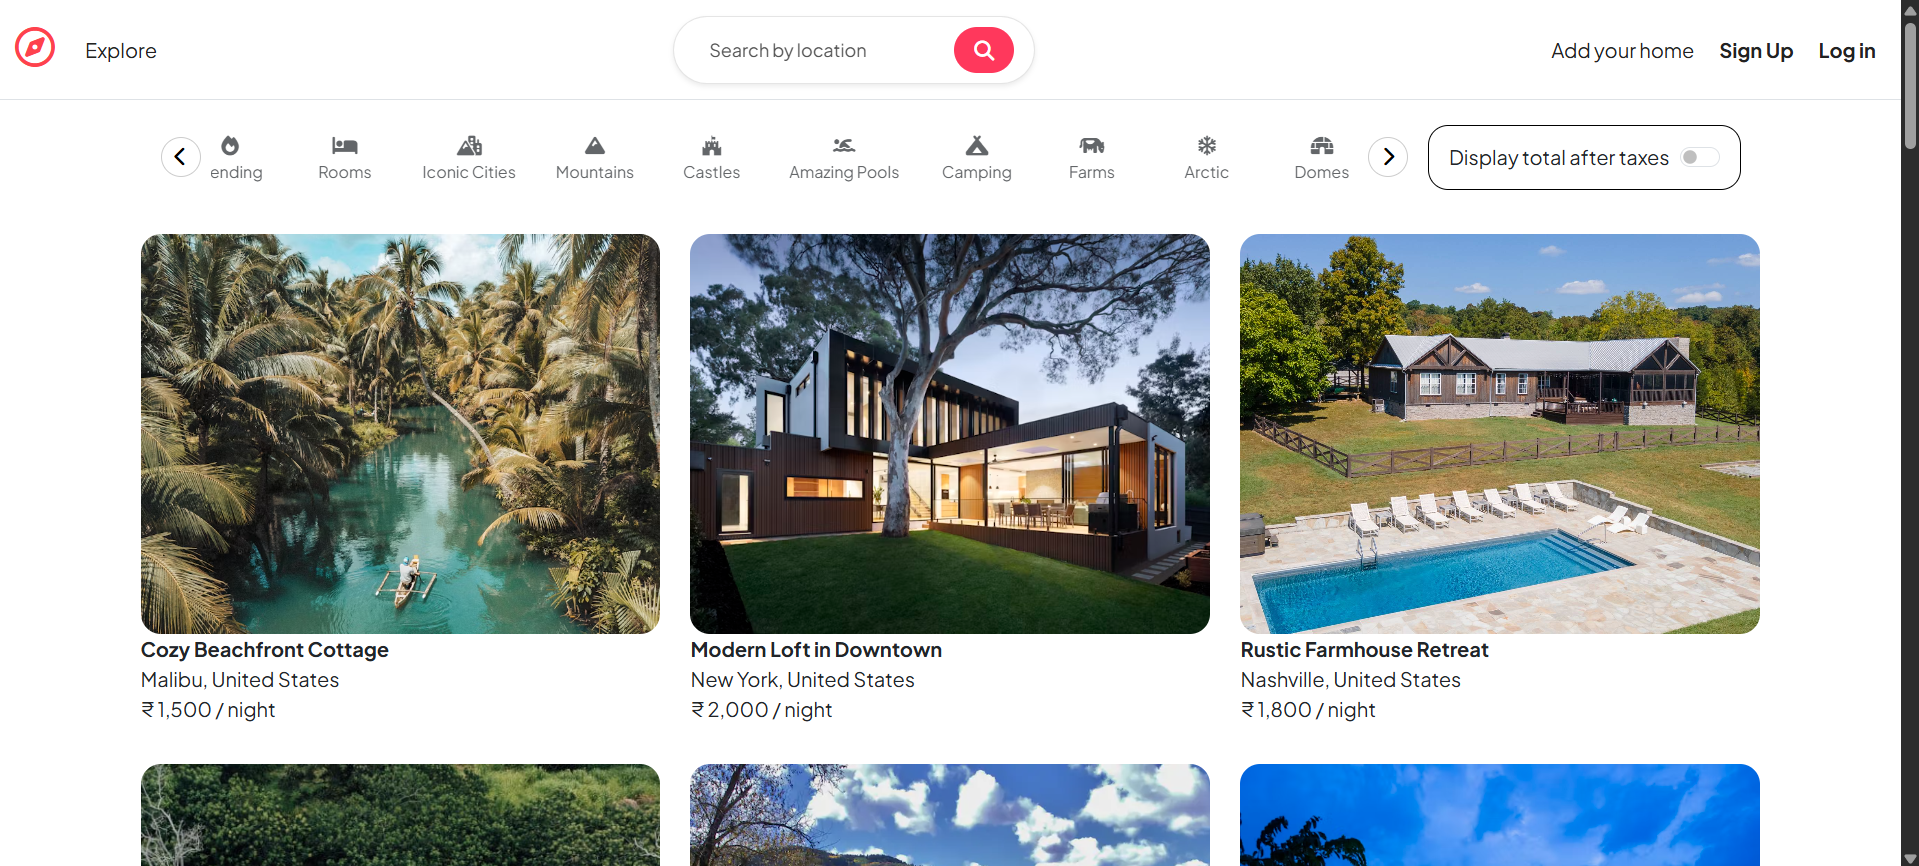 Explore
Search by location
Add your home
Sign Up
Log in
ending
Rooms
Iconic Cities
Mountains
Castles
Amazing Pools
Camping
Farms
Arctic
Domes
Display total after taxes
Cozy Beachfront Cottage
Malibu, United States
₹1,500 / night
Modern Loft in Downtown
New York, United States
₹2,000 / night
Rustic Farmhouse Retreat
Nashville, United States
₹1,800 / night